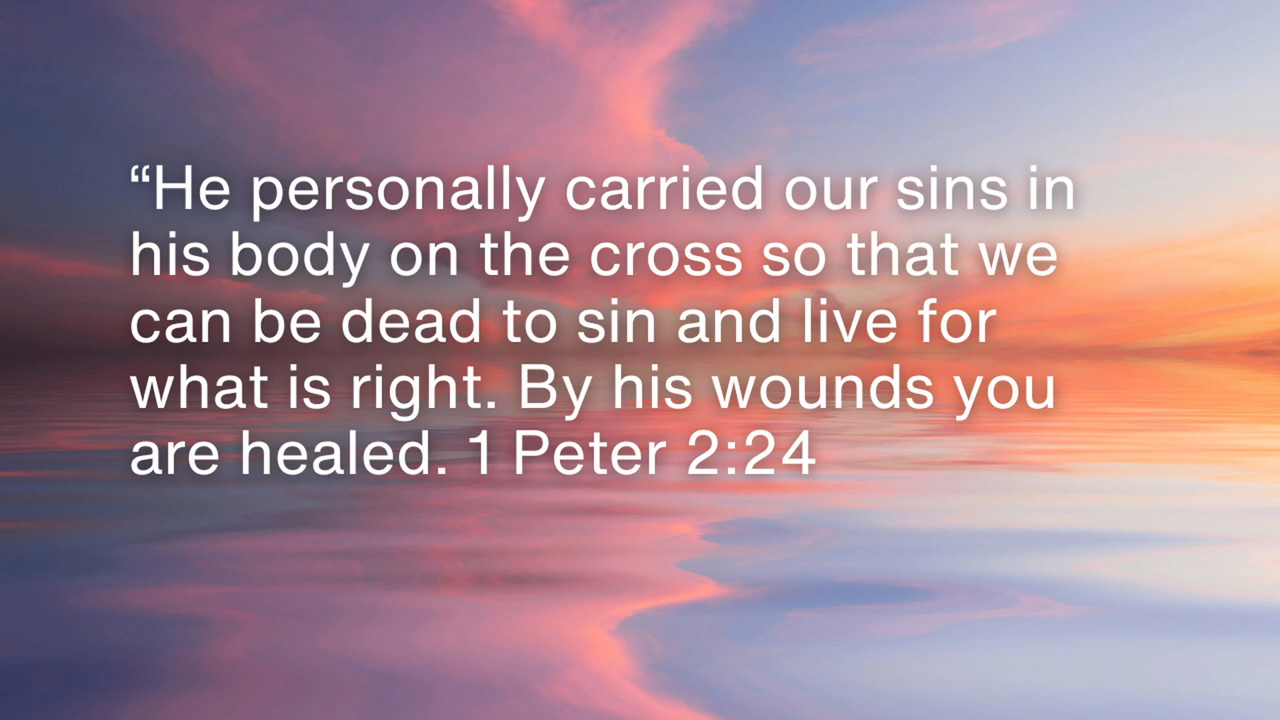 “He personally carried our sins in
his body on the cross so that we
can be dead to sin and live for
what is right. By his wounds you
are healed. 1 Peter 2:24